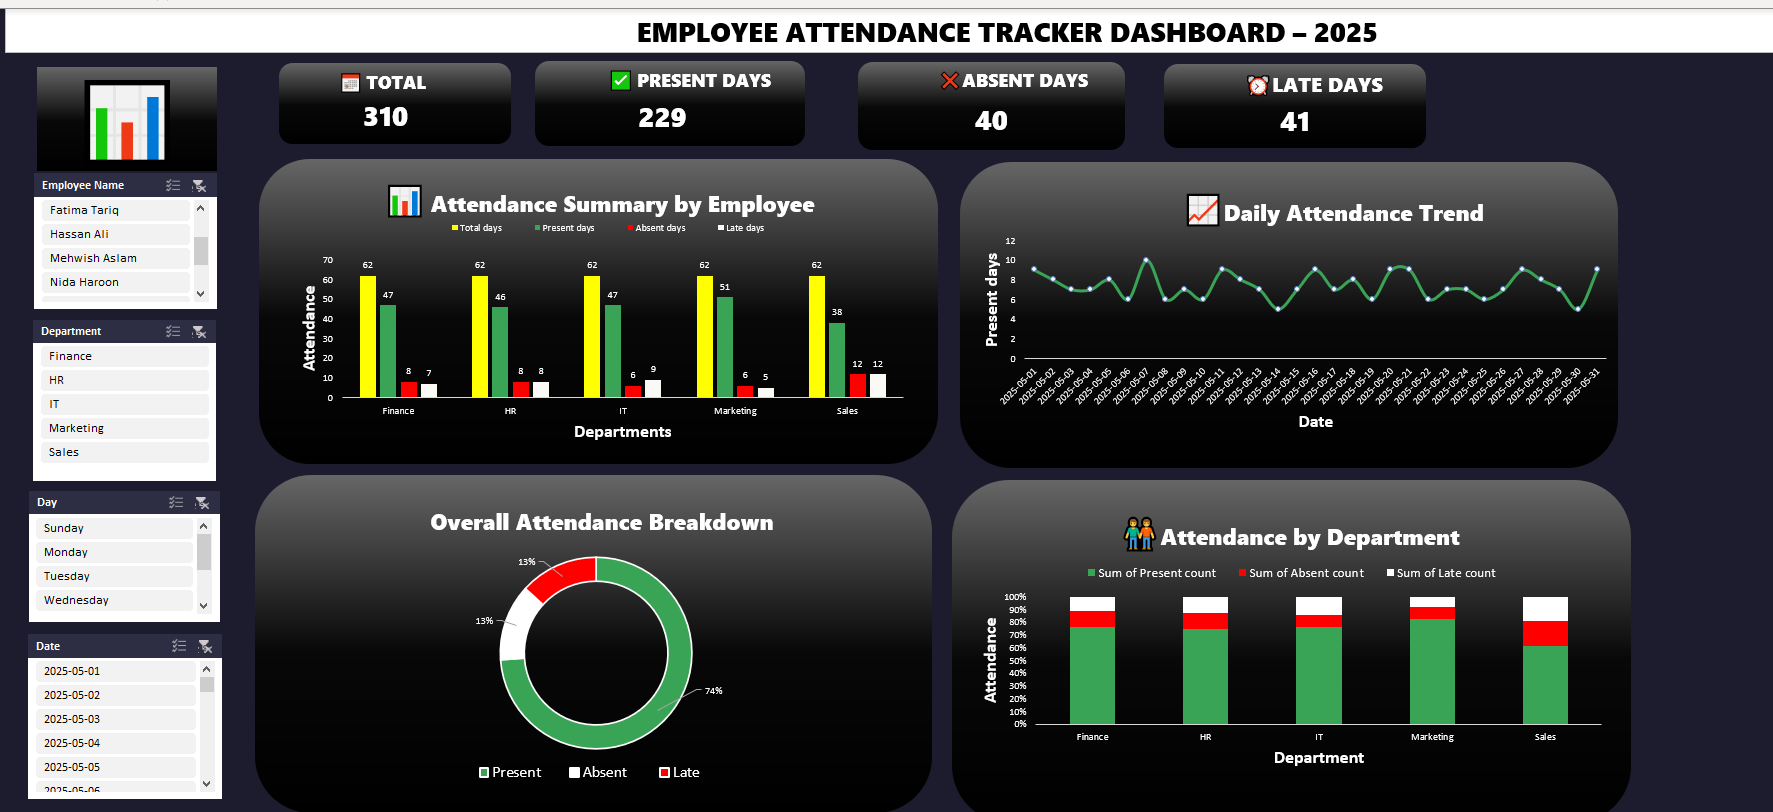 EMPLOYEE ATTENDANCE TRACKER DASHBOARD – 2025
TOTAL
310
PRESENT DAYS
229
ABSENT DAYS
40
LATE DAYS
41
Employee Name
Fatima Tariq
Hassan Ali
Mehwish Aslam
Nida Haroon
Department
Finance
HR
IT
Marketing
Sales
Day
Sunday
Monday
Tuesday
Wednesday
Date
2025-05-01
2025-05-02
2025-05-03
2025-05-04
2025-05-05
2025-05-06
Attendance Summary by Employee
Total days Present days Absent days Late days
Attendance
70
60
50
40
30
20
10
0
62 47 8 7
62 46 8 8
62 47 6 9
62 51 6 5
62 38 12 12
Finance HR IT Marketing Sales
Departments
Daily Attendance Trend
Present days
12
10
8
6
4
2
0
2025-05-01
2025-05-02
2025-05-03
2025-05-04
2025-05-05
2025-05-06
2025-05-07
2025-05-08
2025-05-09
2025-05-10
2025-05-11
2025-05-12
2025-05-13
2025-05-14
2025-05-15
2025-05-16
2025-05-17
2025-05-18
2025-05-19
2025-05-20
2025-05-21
2025-05-22
2025-05-23
2025-05-24
2025-05-25
2025-05-26
2025-05-27
2025-05-28
2025-05-29
2025-05-30
2025-05-31
Date
Overall Attendance Breakdown
13%
13%
74%
Present Absent Late
Attendance by Department
Sum of Present count Sum of Absent count Sum of Late count
Attendance
100%
90%
80%
70%
60%
50%
40%
30%
20%
10%
0%
Finance HR IT Marketing Sales
Department